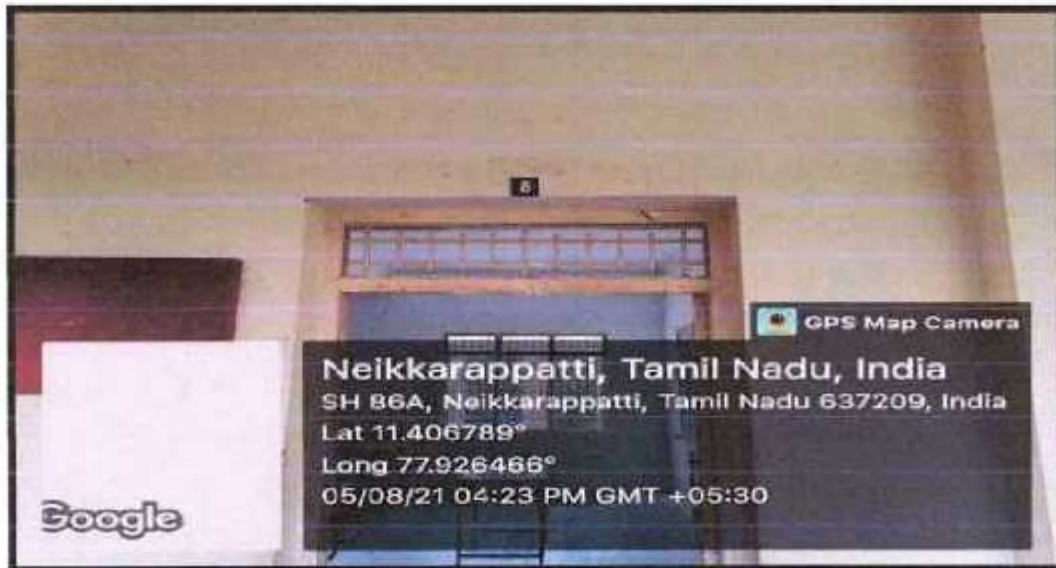 8
GPS Map Camera
Neikkarappatti, Tamil Nadu, India
SH 86A, Neikkarappatti, Tamil Nadu 637209, India
Lat 11.406789°
Long 77.926466°
05/08/21 04:23 PM GMT +05:30
Google